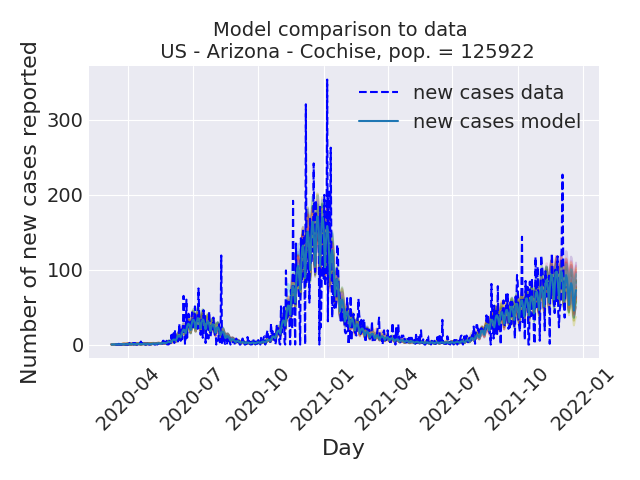 Model comparison to data
US - Arizona - Cochise, pop. = 125922
Number of new cases reported
300
200
100
0
new cases data
new cases model
2020-04
2020-07
2020-10
2021-01
2021-04
2021-07
2021-10
2022-01
Day